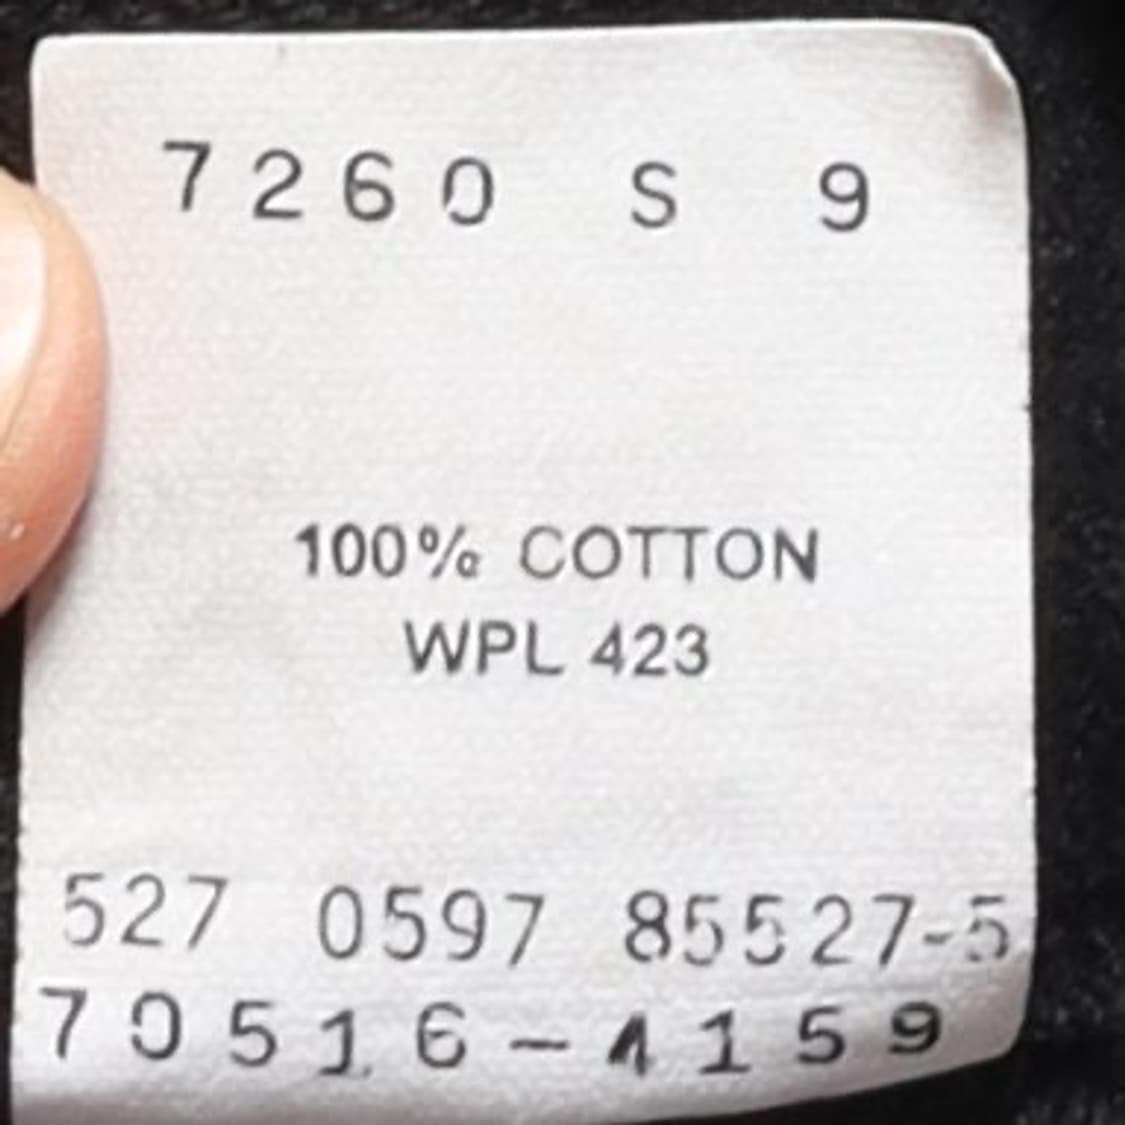 7260 S 9
100% COTTON
WPL 423
527 0597 85527-5
70516-4159